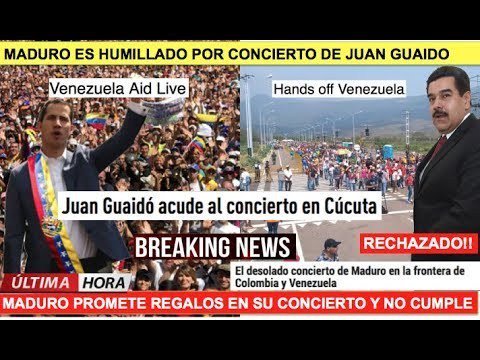 MADURO ES HUMILLADO POR CONCIERTO DE JUAN GUAIDO
Venezuela Aid Live
Hands off Venezuela
Juan Guaidó acude al concierto en Cúcuta
BREAKING NEWS
RECHAZADO!!
El desolado concierto de Maduro en la frontera de
Colombia y Venezuela
ÚLTIMA HORA
MADURO PROMETE REGALOS EN SU CONCIERTO Y NO CUMPLE